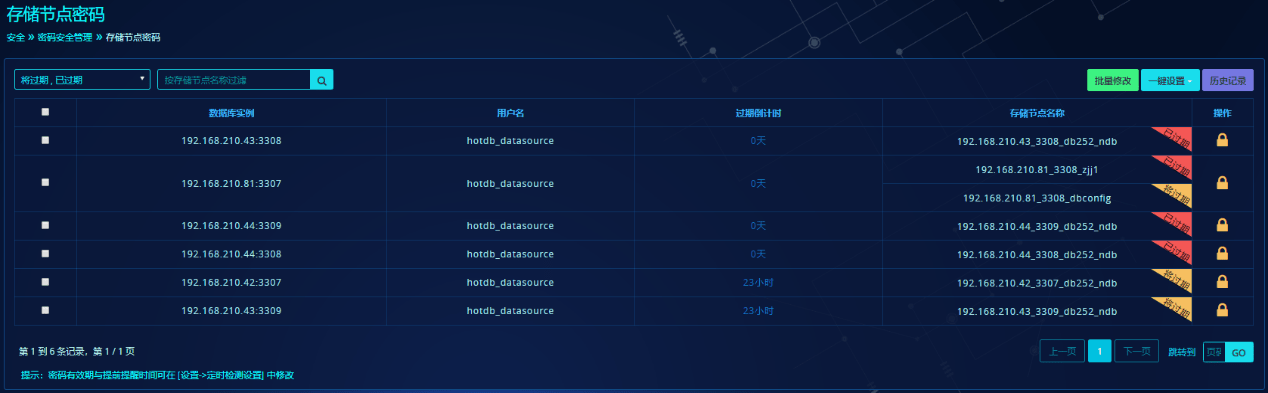 存储节点密码
安全 » 密码安全管理 » 存储节点密码
将过期 , 已过期 按存储节点名称过滤 批量修改 一键设置 历史记录
数据库实例 用户名 过期倒计时 存储节点名称 操作
192.168.210.43:3308 hotdb_datasource 0天 192.168.210.43_3308_db252_ndb 已过期
192.168.210.81:3307 hotdb_datasource 0天 192.168.210.81_3308_zjj1 已过期
192.168.210.81_3308_dbconfig 将过期
192.168.210.44:3309 hotdb_datasource 0天 192.168.210.44_3309_db252_ndb 已过期
192.168.210.44:3308 hotdb_datasource 0天 192.168.210.44_3308_db252_ndb 已过期
192.168.210.42:3307 hotdb_datasource 23小时 192.168.210.42_3307_db252_ndb 将过期
192.168.210.43:3309 hotdb_datasource 23小时 192.168.210.43_3309_db252_ndb 将过期
第 1 到 6 条记录，第 1 / 1 页 上一页 1 下一页 跳转到 页码 GO
提示：密码有效期与提前提醒时间可在 [设置->定时检测设置] 中修改